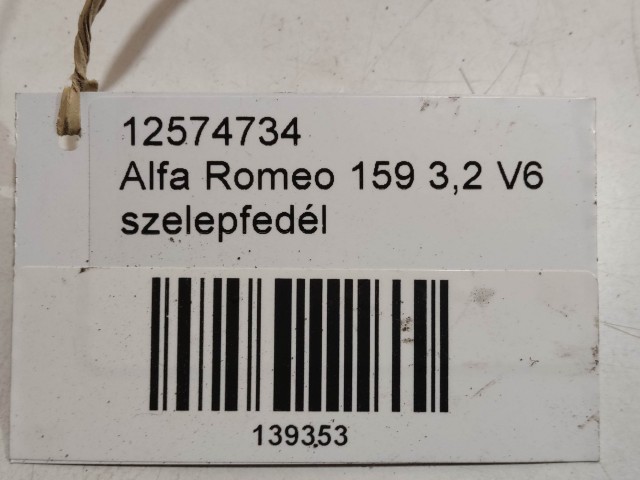 12574734
Alfa Romeo 159 3,2 V6
szelepfedél
139353